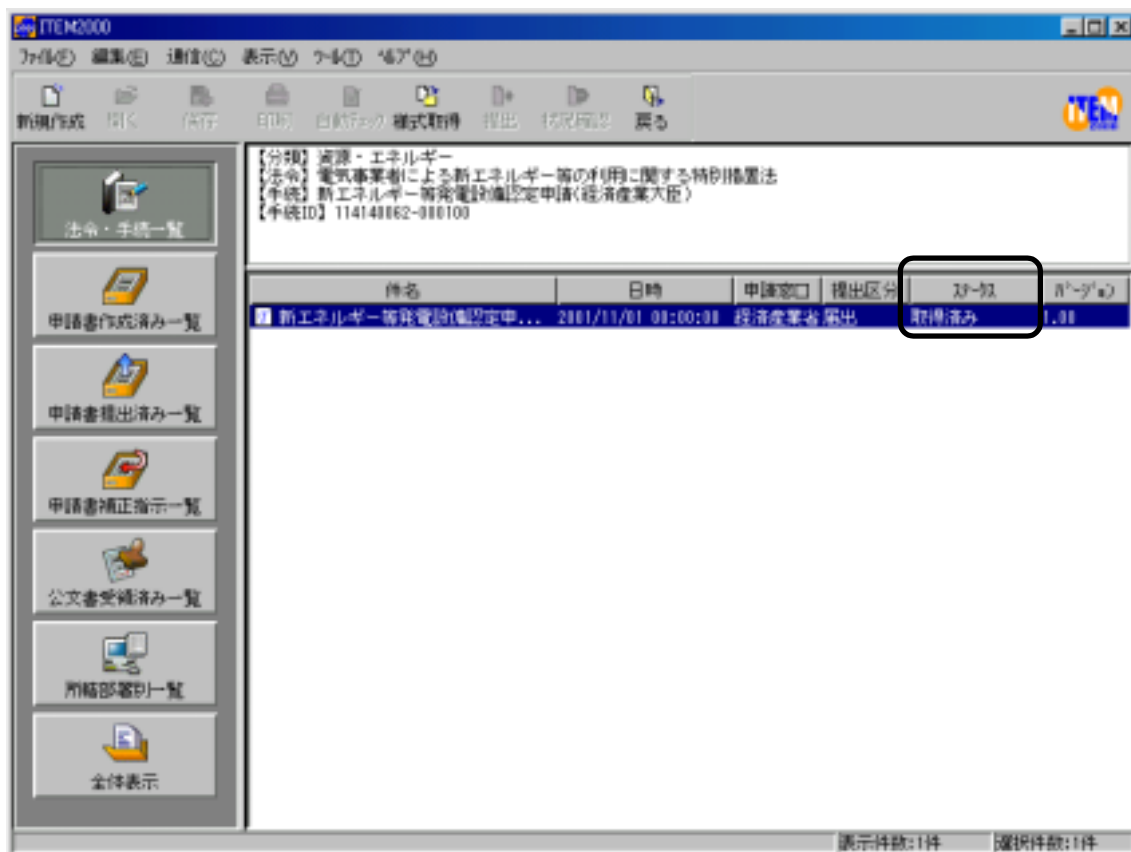 ITEM2000
ﾌｧｲﾙ(F) 編集(E) 通信(C) 表示(V) ﾂｰﾙ(T) ﾍﾙﾌﾟ(H)
新規作成 開く 保存 印刷 自動ﾁｪｯｸ 様式取得 提出 状況確認 戻る
iTEM 2000
【分類】資源・エネルギー
【法令】電気事業者による新エネルギー等の利用に関する特別措置法
【手続】新エネルギー等発電設備認定申請(経済産業大臣)
【手続ID】114140062-000100
法令・手続一覧
申請書作成済み一覧
申請書提出済み一覧
申請書補正指示一覧
公文書受領済み一覧
所轄部署別一覧
全体表示
件名 日時 申請窓口 提出区分 ｽﾃｰﾀｽ ﾊﾞｰｼﾞｮﾝ
新エネルギー等発電設備認定申... 2001/11/01 00:00:00 経済産業省 届出 取得済み 1.00
表示件数:1件 選択件数:1件